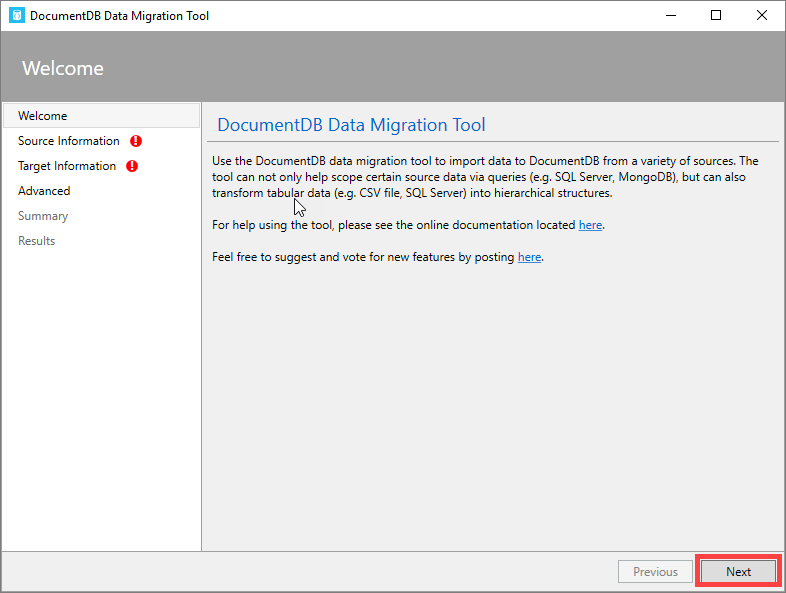 DocumentDB Data Migration Tool
Welcome
Welcome
Source Information
Target Information
Advanced
Summary
Results
DocumentDB Data Migration Tool
Use the DocumentDB data migration tool to import data to DocumentDB from a variety of sources. The
tool can not only help scope certain source data via queries (e.g. SQL Server, MongoDB), but can also
transform tabular data (e.g. CSV file, SQL Server) into hierarchical structures.
For help using the tool, please see the online documentation located here.
Feel free to suggest and vote for new features by posting here.
Previous
Next